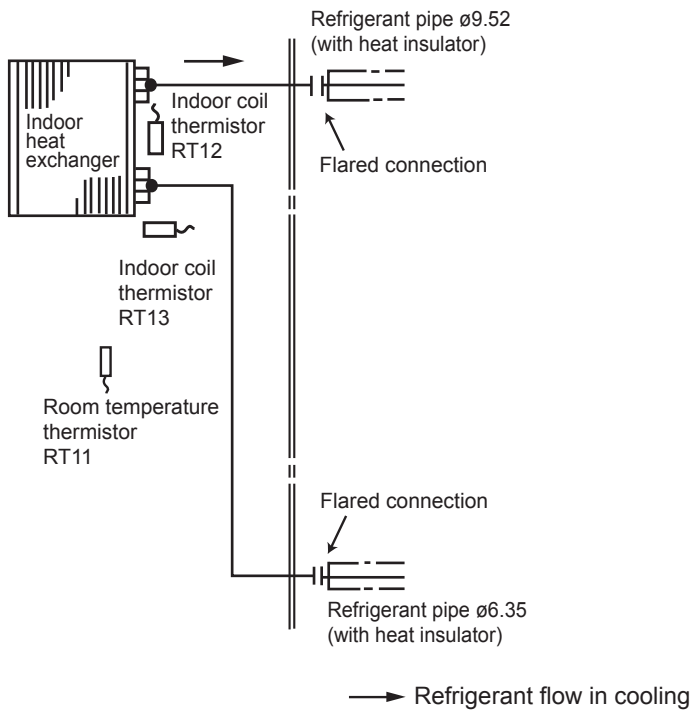 Refrigerant pipe ø9.52
(with heat insulator)
Indoor
heat
exchanger
Indoor coil
thermistor
RT12
Flared connection
Indoor coil
thermistor
RT13
Room temperature
thermistor
RT11
Flared connection
Refrigerant pipe ø6.35
(with heat insulator)
Refrigerant flow in cooling